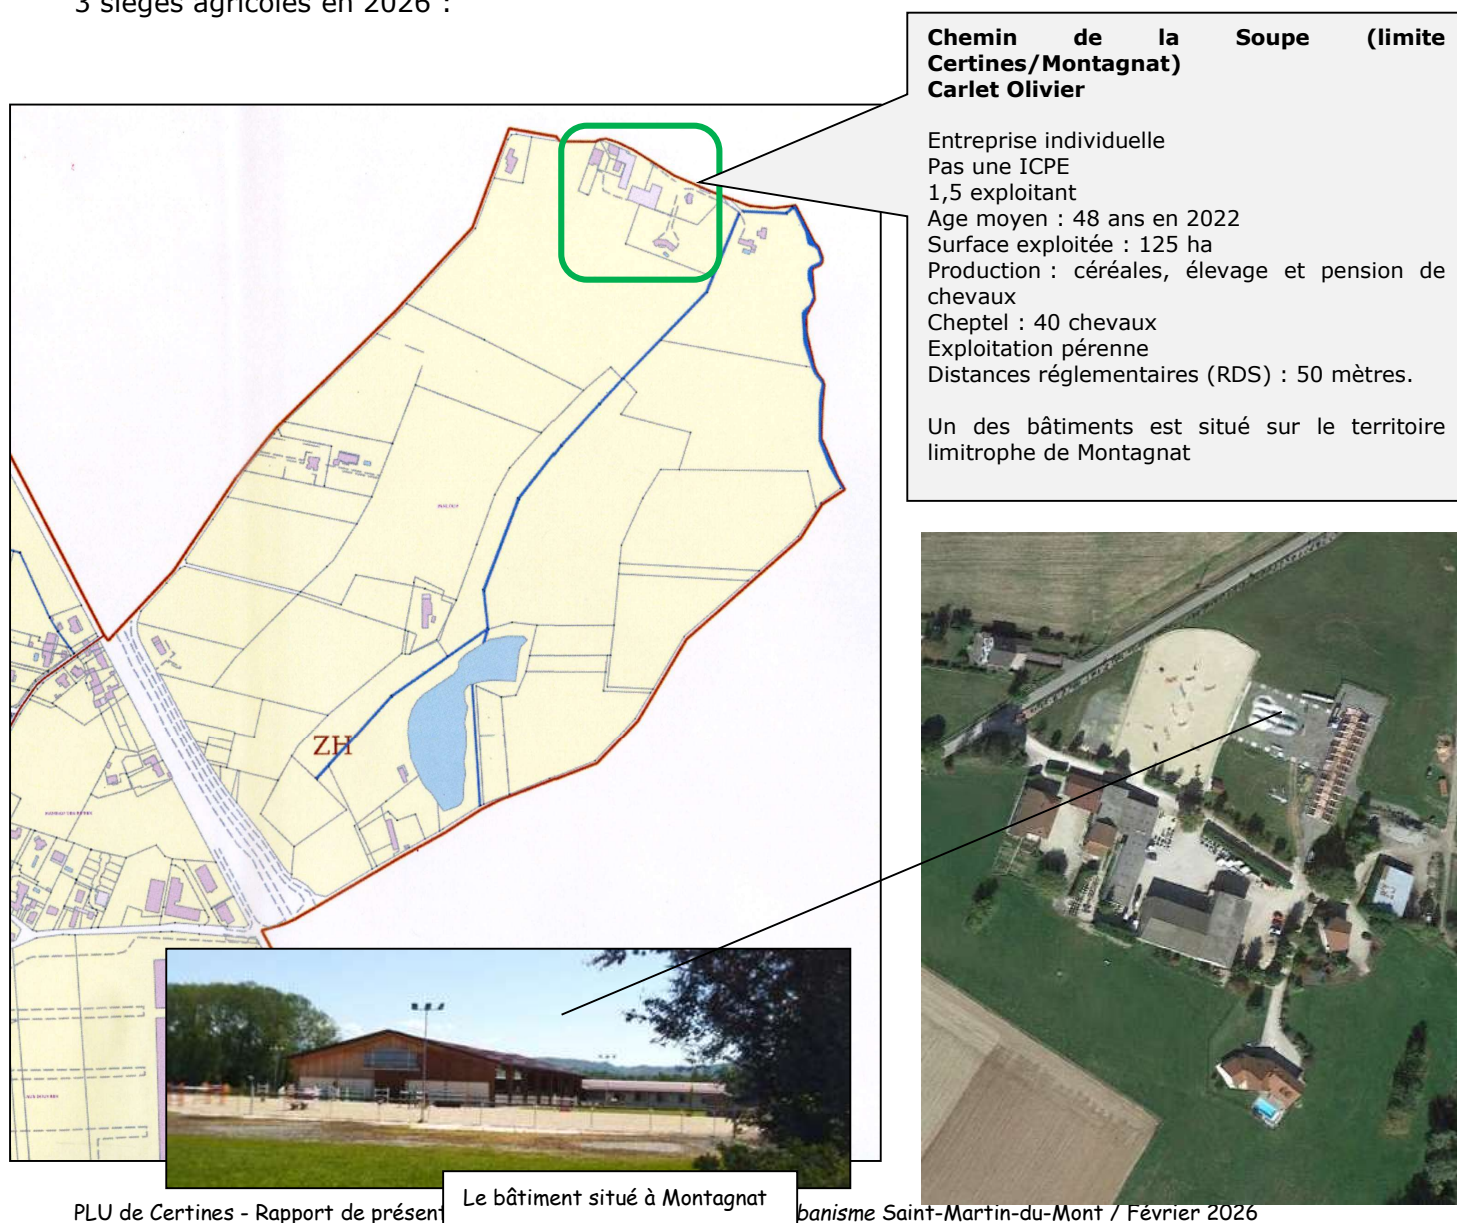 3 sièges agricoles en 2026 :
Chemin de la Soupe (limite
Certines/Montagnat)
Carlet Olivier
Entreprise individuelle
Pas une ICPE
1,5 exploitant
Age moyen : 48 ans en 2022
Surface exploitée : 125 ha
Production : céréales, élevage et pension de
chevaux
Cheptel : 40 chevaux
Exploitation pérenne
Distances réglementaires (RDS) : 50 mètres.
Un des bâtiments est situé sur le territoire
limitrophe de Montagnat
ZH
Le bâtiment situé à Montagnat
PLU de Certines - Rapport de présent banisme Saint-Martin-du-Mont / Février 2026